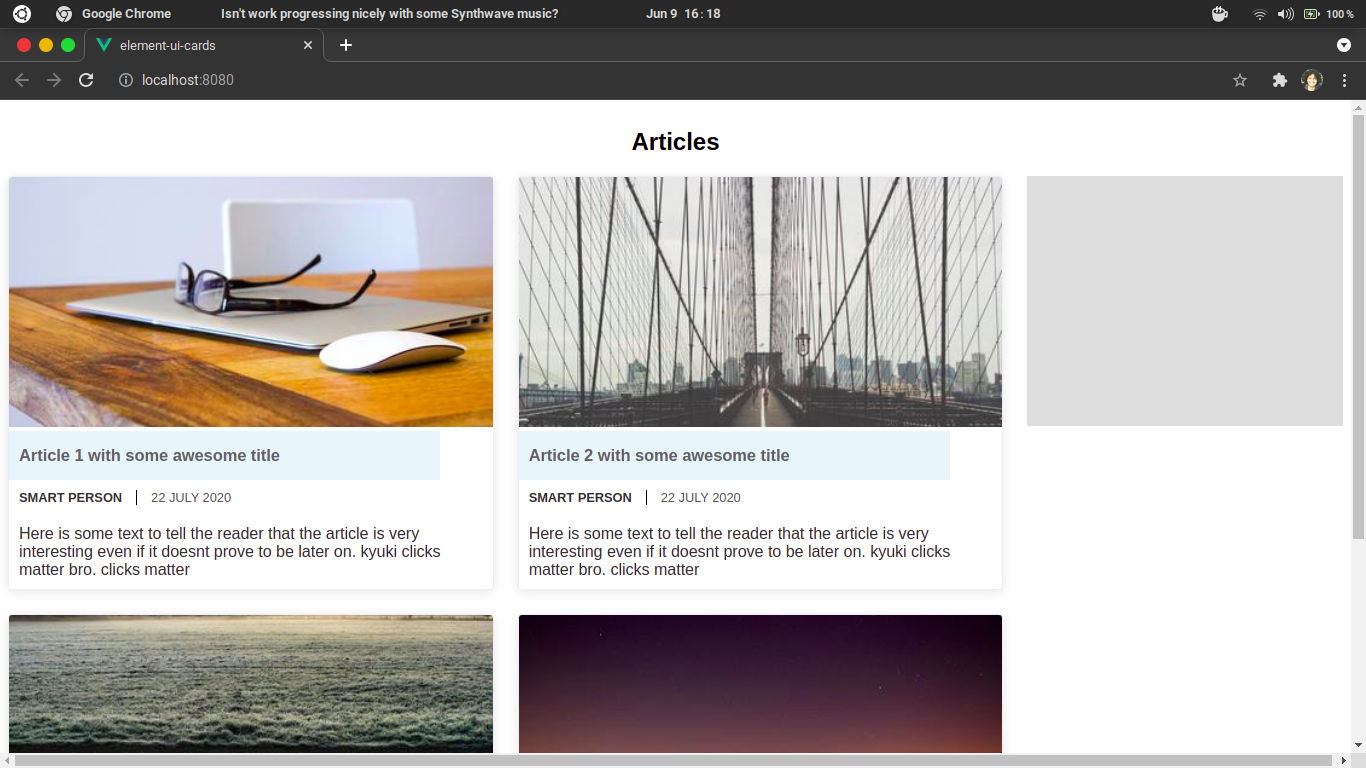 Google Chrome
Isn't work progressing nicely with some Synthwave music?
Jun 9 16:18
100 %
element-ui-cards
localhost:8080
Articles
Article 1 with some awesome title
SMART PERSON 22 JULY 2020
Here is some text to tell the reader that the article is very
interesting even if it doesnt prove to be later on. kyuki clicks
matter bro. clicks matter
Article 2 with some awesome title
SMART PERSON 22 JULY 2020
Here is some text to tell the reader that the article is very
interesting even if it doesnt prove to be later on. kyuki clicks
matter bro. clicks matter